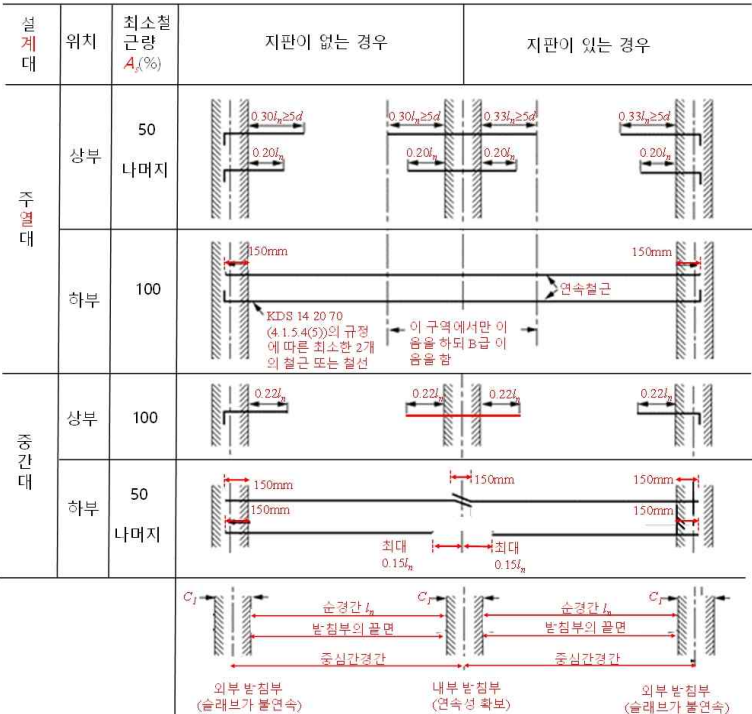 설
계
대
위치
최소철
근량
As(%)
지판이 없는 경우
지판이 있는 경우
주
열
대
상부
50
나머지
0.30ln≥5d
0.30ln≥5d
0.33ln≥5d
0.33ln≥5d
0.20ln
0.20ln
0.20ln
0.20ln
하부
100
150mm
150mm
연속철근
KDS 14 20 70
(4.1.5.4(5))의 규정
에 따른 최소한 2개
의 철근 또는 철선
이 구역에서만 이
음을 하되 B급 이
음을 함
중
간
대
상부
100
0.22ln
0.22ln
0.22ln
0.22ln
하부
50
나머지
150mm
150mm
150mm
150mm
150mm
최대
0.15ln
최대
0.15ln
C1
C1
C1
순경간 ln
순경간 ln
받침부의 끝면
받침부의 끝면
중심간경간
중심간경간
외부 받침부
(슬래브가 불연속)
내부 받침부
(연속성 확보)
외부 받침부
(슬래브가 불연속)